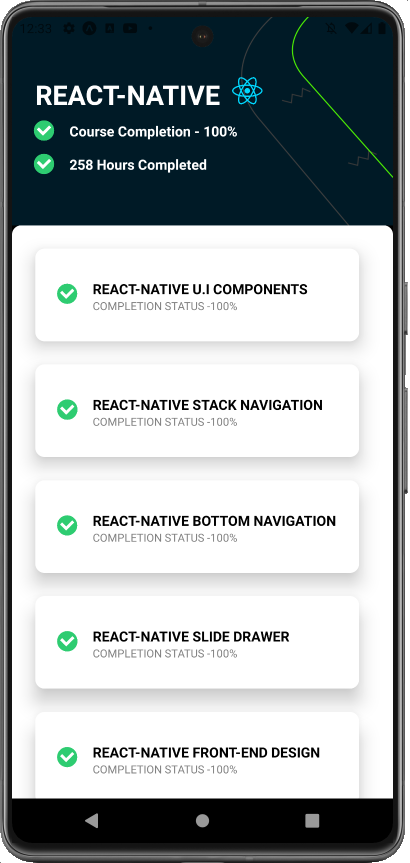 12:33
REACT-NATIVE
Course Completion - 100%
258 Hours Completed
REACT-NATIVE U.I COMPONENTS
COMPLETION STATUS -100%
REACT-NATIVE STACK NAVIGATION
COMPLETION STATUS -100%
REACT-NATIVE BOTTOM NAVIGATION
COMPLETION STATUS -100%
REACT-NATIVE SLIDE DRAWER
COMPLETION STATUS -100%
REACT-NATIVE FRONT-END DESIGN
COMPLETION STATUS -100%